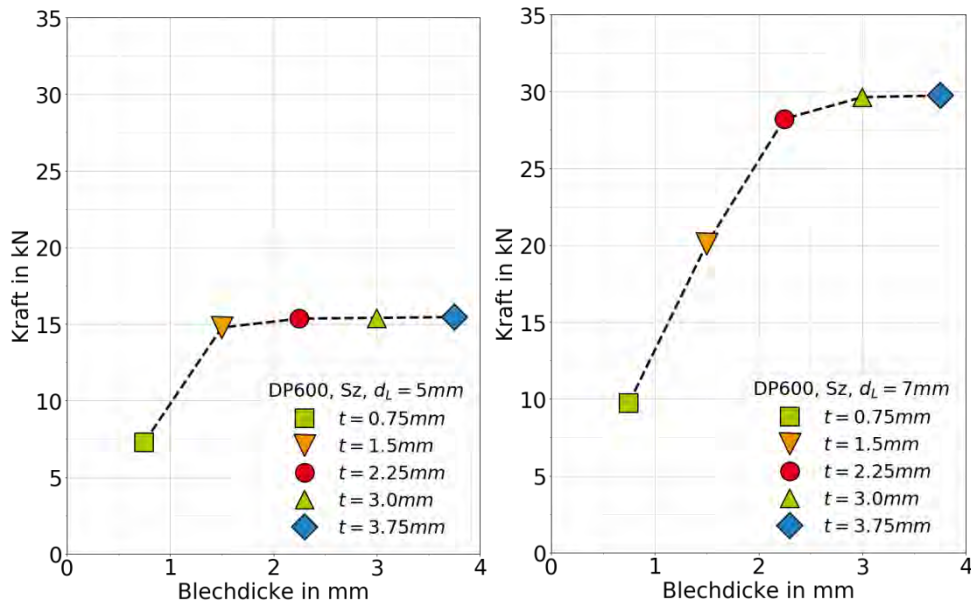 35
30
25
20
15
10
5
0
Kraft in kN
DP600, Sz, d_L = 5mm
t = 0.75mm
t = 1.5mm
t = 2.25mm
t = 3.0mm
t = 3.75mm
0 1 2 3 4
Blechdicke in mm
35
30
25
20
15
10
5
0
Kraft in kN
DP600, Sz, d_L = 7mm
t = 0.75mm
t = 1.5mm
t = 2.25mm
t = 3.0mm
t = 3.75mm
0 1 2 3 4
Blechdicke in mm